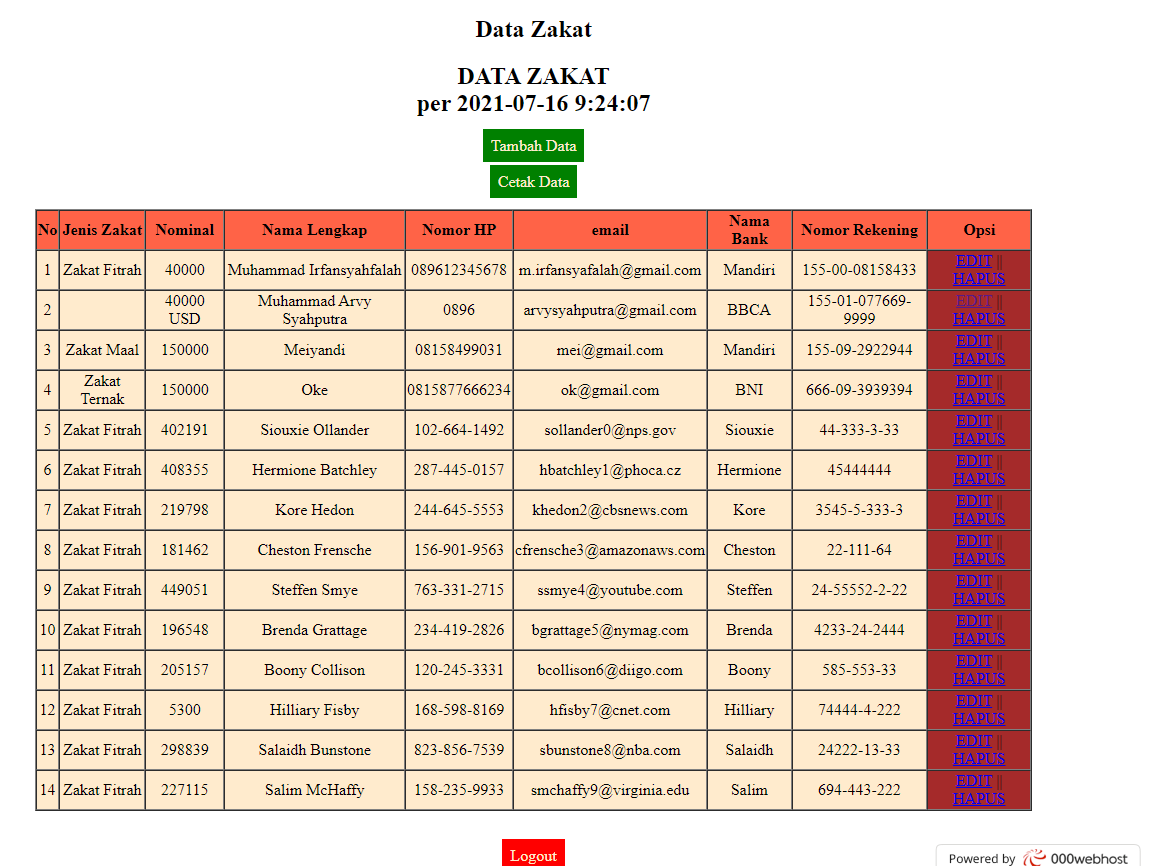 Data Zakat
DATA ZAKAT
per 2021-07-16 9:24:07
Tambah Data
Cetak Data
No Jenis Zakat Nominal Nama Lengkap Nomor HP email Nama Bank Nomor Rekening Opsi
1 Zakat Fitrah 40000 Muhammad Irfansyahfalah 089612345678 m.irfansyafalah@gmail.com Mandiri 155-00-08158433 EDIT || HAPUS
2 40000 USD Muhammad Arvy Syahputra 0896 arvysyahputra@gmail.com BBCA 155-01-077669-9999 EDIT || HAPUS
3 Zakat Maal 150000 Meiyandi 08158499031 mei@gmail.com Mandiri 155-09-2922944 EDIT || HAPUS
4 Zakat Ternak 150000 Oke 0815877666234 ok@gmail.com BNI 666-09-3939394 EDIT || HAPUS
5 Zakat Fitrah 402191 Siouxie Ollander 102-664-1492 sollander0@nps.gov Siouxie 44-333-3-33 EDIT || HAPUS
6 Zakat Fitrah 408355 Hermione Batchley 287-445-0157 hbatchley1@phoca.cz Hermione 45444444 EDIT || HAPUS
7 Zakat Fitrah 219798 Kore Hedon 244-645-5553 khedon2@cbsnews.com Kore 3545-5-333-3 EDIT || HAPUS
8 Zakat Fitrah 181462 Cheston Frensche 156-901-9563 cfrensche3@amazonaws.com Cheston 22-111-64 EDIT || HAPUS
9 Zakat Fitrah 449051 Steffen Smye 763-331-2715 ssmye4@youtube.com Steffen 24-55552-2-22 EDIT || HAPUS
10 Zakat Fitrah 196548 Brenda Grattage 234-419-2826 bgrattage5@nymag.com Brenda 4233-24-2444 EDIT || HAPUS
11 Zakat Fitrah 205157 Boony Collison 120-245-3331 bcollison6@diigo.com Boony 585-553-33 EDIT || HAPUS
12 Zakat Fitrah 5300 Hilliary Fisby 168-598-8169 hfisby7@cnet.com Hilliary 74444-4-222 EDIT || HAPUS
13 Zakat Fitrah 298839 Salaidh Bunstone 823-856-7539 sbunstone8@nba.com Salaidh 24222-13-33 EDIT || HAPUS
14 Zakat Fitrah 227115 Salim McHaffy 158-235-9933 smchaffy9@virginia.edu Salim 694-443-222 EDIT || HAPUS
Logout
Powered by 000webhost